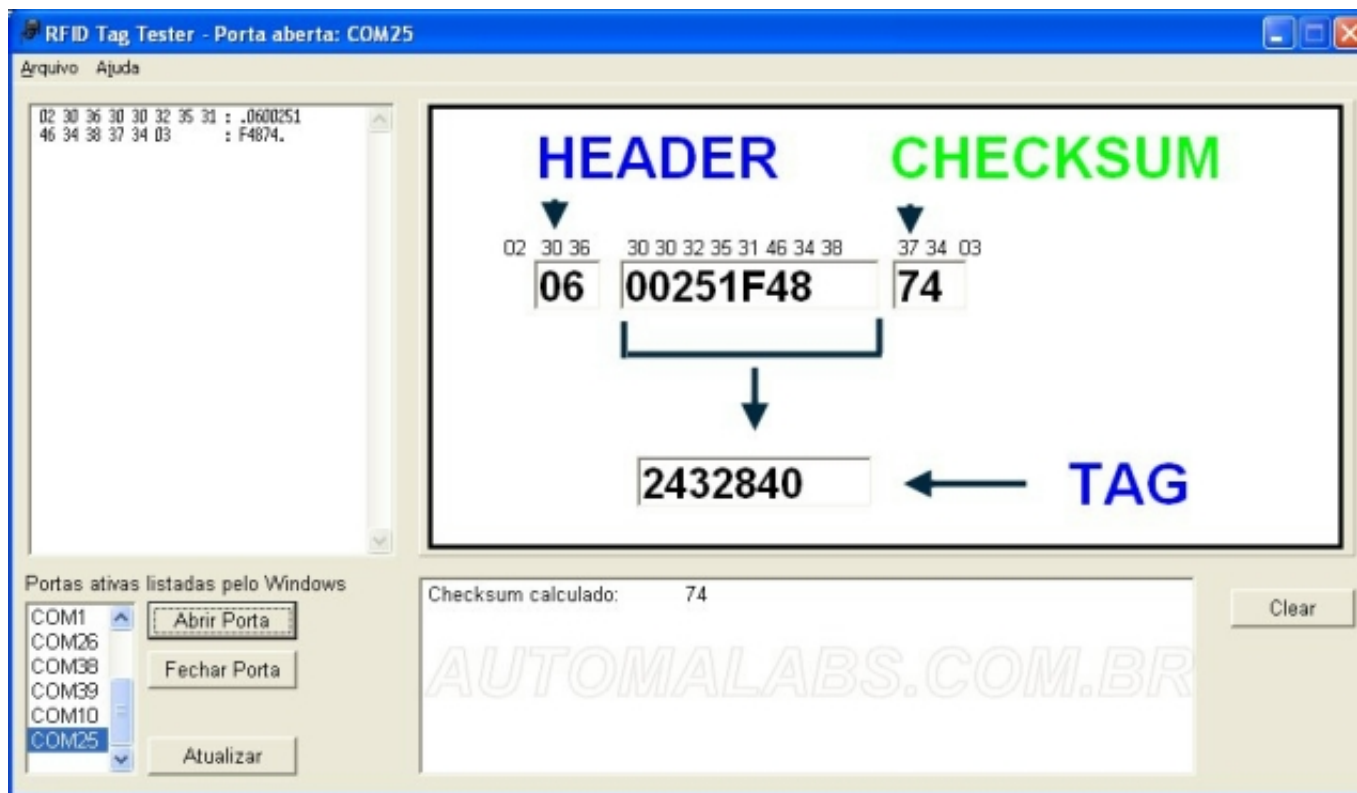 RFID Tag Tester - Porta aberta: COM25
Arquivo Ajuda
02 30 36 30 30 32 35 31 : .0600251
46 34 38 37 34 03 : F4874.
HEADER CHECKSUM
02 30 36 30 30 32 35 31 46 34 38 37 34 03
06 00251F48 74
2432840 TAG
Portas ativas listadas pelo Windows
COM1
COM26
COM38
COM39
COM10
COM25
Abrir Porta
Fechar Porta
Atualizar
Checksum calculado: 74
AUTOMALABS.COM.BR
Clear